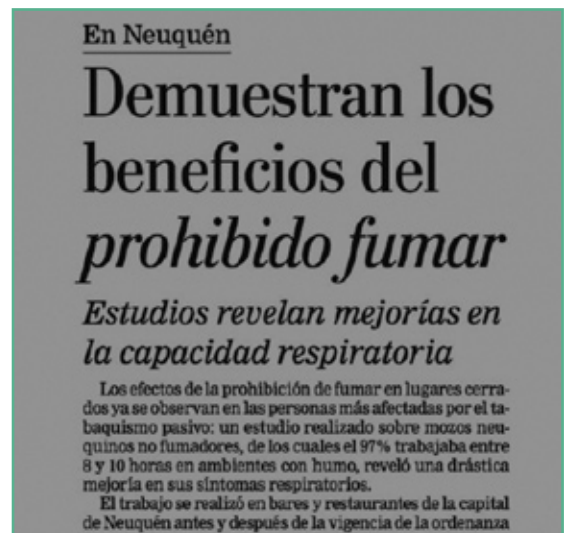 En Neuquén
Demuestran los
beneficios del
prohibido fumar
Estudios revelan mejorías en
la capacidad respiratoria
Los efectos de la prohibición de fumar en lugares cerra-
dos ya se observan en las personas más afectadas por el ta-
baquismo pasivo: un estudio realizado sobre mozos neu-
quinos no fumadores, de los cuales el 97% trabajaba entre
8 y 10 horas en ambientes con humo, reveló una drástica
mejoría en sus síntomas respiratorios.
El trabajo se realizó en bares y restaurantes de la capital
de Neuquén antes y después de la vigencia de la ordenanza